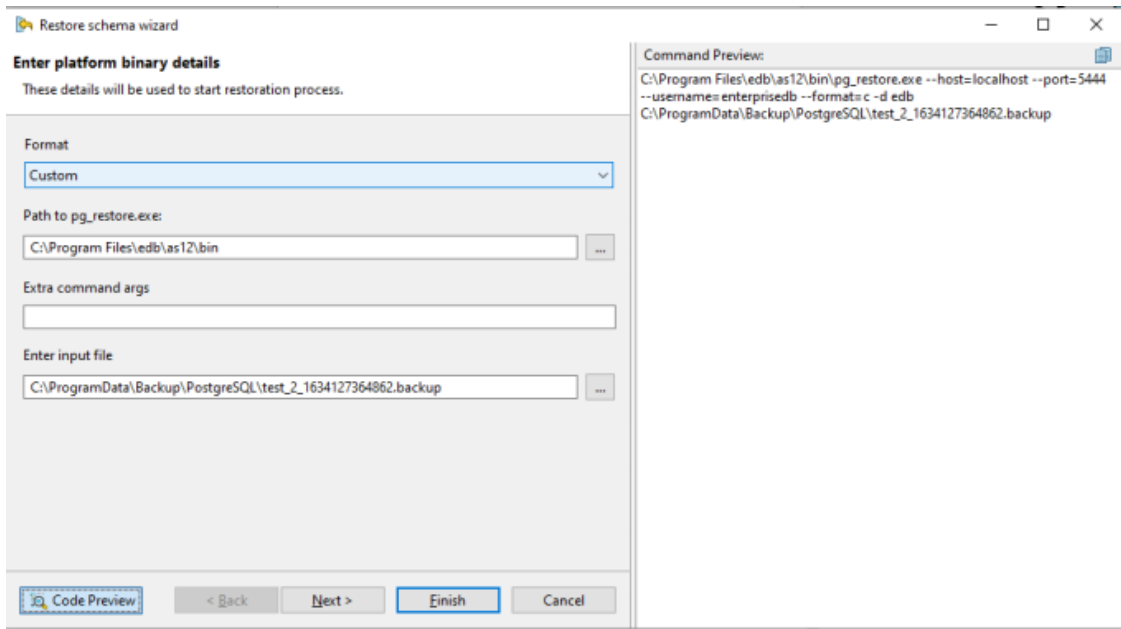 Restore schema wizard
Enter platform binary details
These details will be used to start restoration process.
Format
Custom
Path to pg_restore.exe:
C:\Program Files\edb\as12\bin
...
Extra command args
Enter input file
C:\ProgramData\Backup\PostgreSQL\test_2_1634127364862.backup
...
Code Preview
< Back
Next >
Finish
Cancel
Command Preview:
C:\Program Files\edb\as12\bin\pg_restore.exe --host=localhost --port=5444
--username=enterprisedb --format=c -d edb
C:\ProgramData\Backup\PostgreSQL\test_2_1634127364862.backup